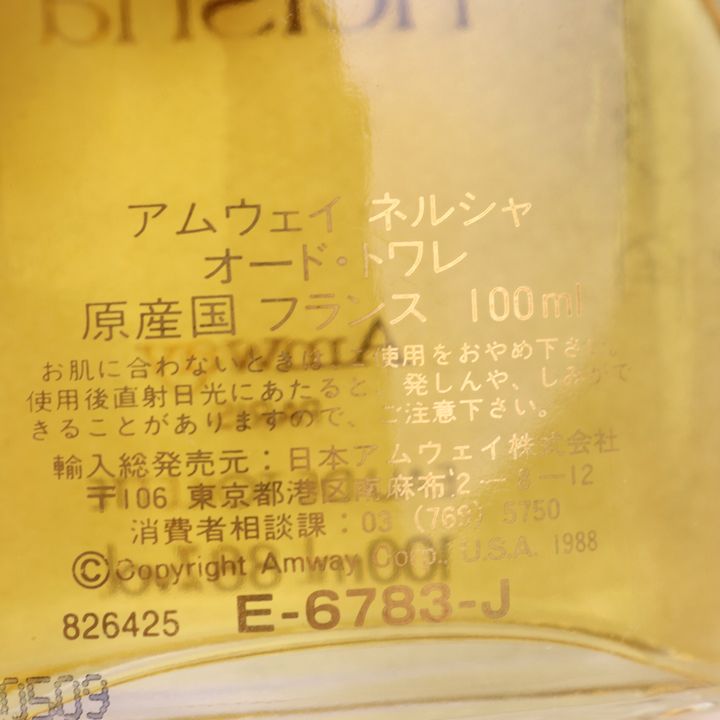 アムウェイ ネルシャ
オード・トワレ
原産国 フランス 100ml
お肌に合わないときは、ご使用をおやめ下さい。
使用後直射日光にあたると、発しんや、しみがで
きることがありますので、ご注意下さい。
輸入総発売元：日本アムウェイ株式会社
〒106 東京都港区南麻布2-8-12
消費者相談課：03 (769) 5750
©Copyright Amway Corp., U.S.A. 1988
826425 E-6783-J
0509